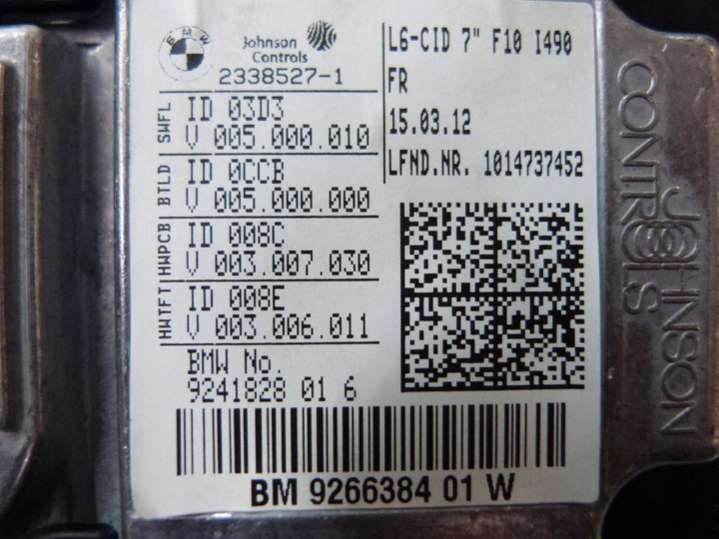 BMW
Johnson
Controls
2338527-1
SWFL
ID 03D3
V 005.000.010
BTLD
ID 0CCB
V 005.000.000
HWPCB
ID 008C
V 003.007.030
HWTFT
ID 008E
V 003.006.011
BMW No.
9241828 01 6
L6-CID 7" F10 I490
FR
15.03.12
LFND.NR. 1014737452
BM 9266384 01 W
JOHNSON
CONTROLS